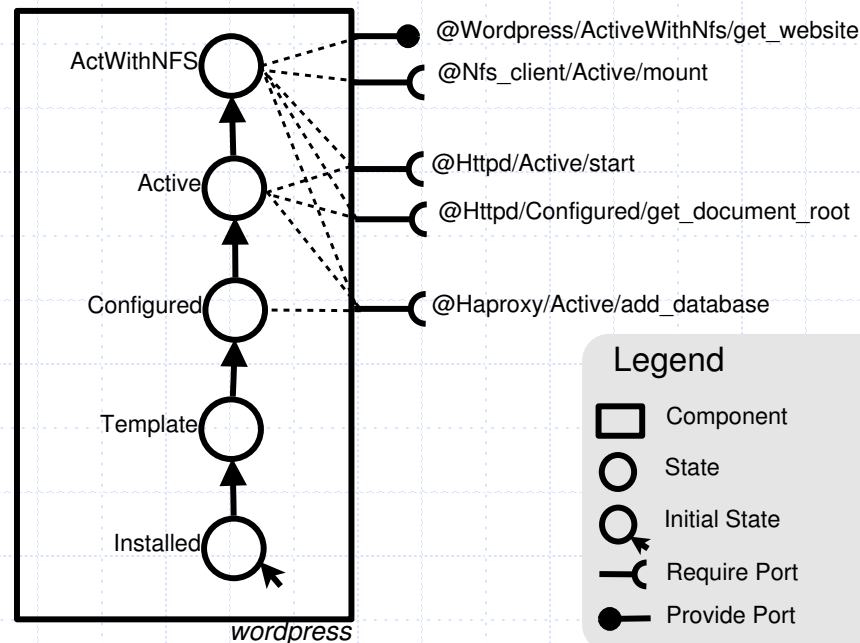 ActWithNFS
@Wordpress/ActiveWithNfs/get_website
@Nfs_client/Active/mount
Active
@Httpd/Active/start
@Httpd/Configured/get_document_root
Configured
@Haproxy/Active/add_database
Template
Installed
wordpress
Legend
Component
State
Initial State
Require Port
Provide Port